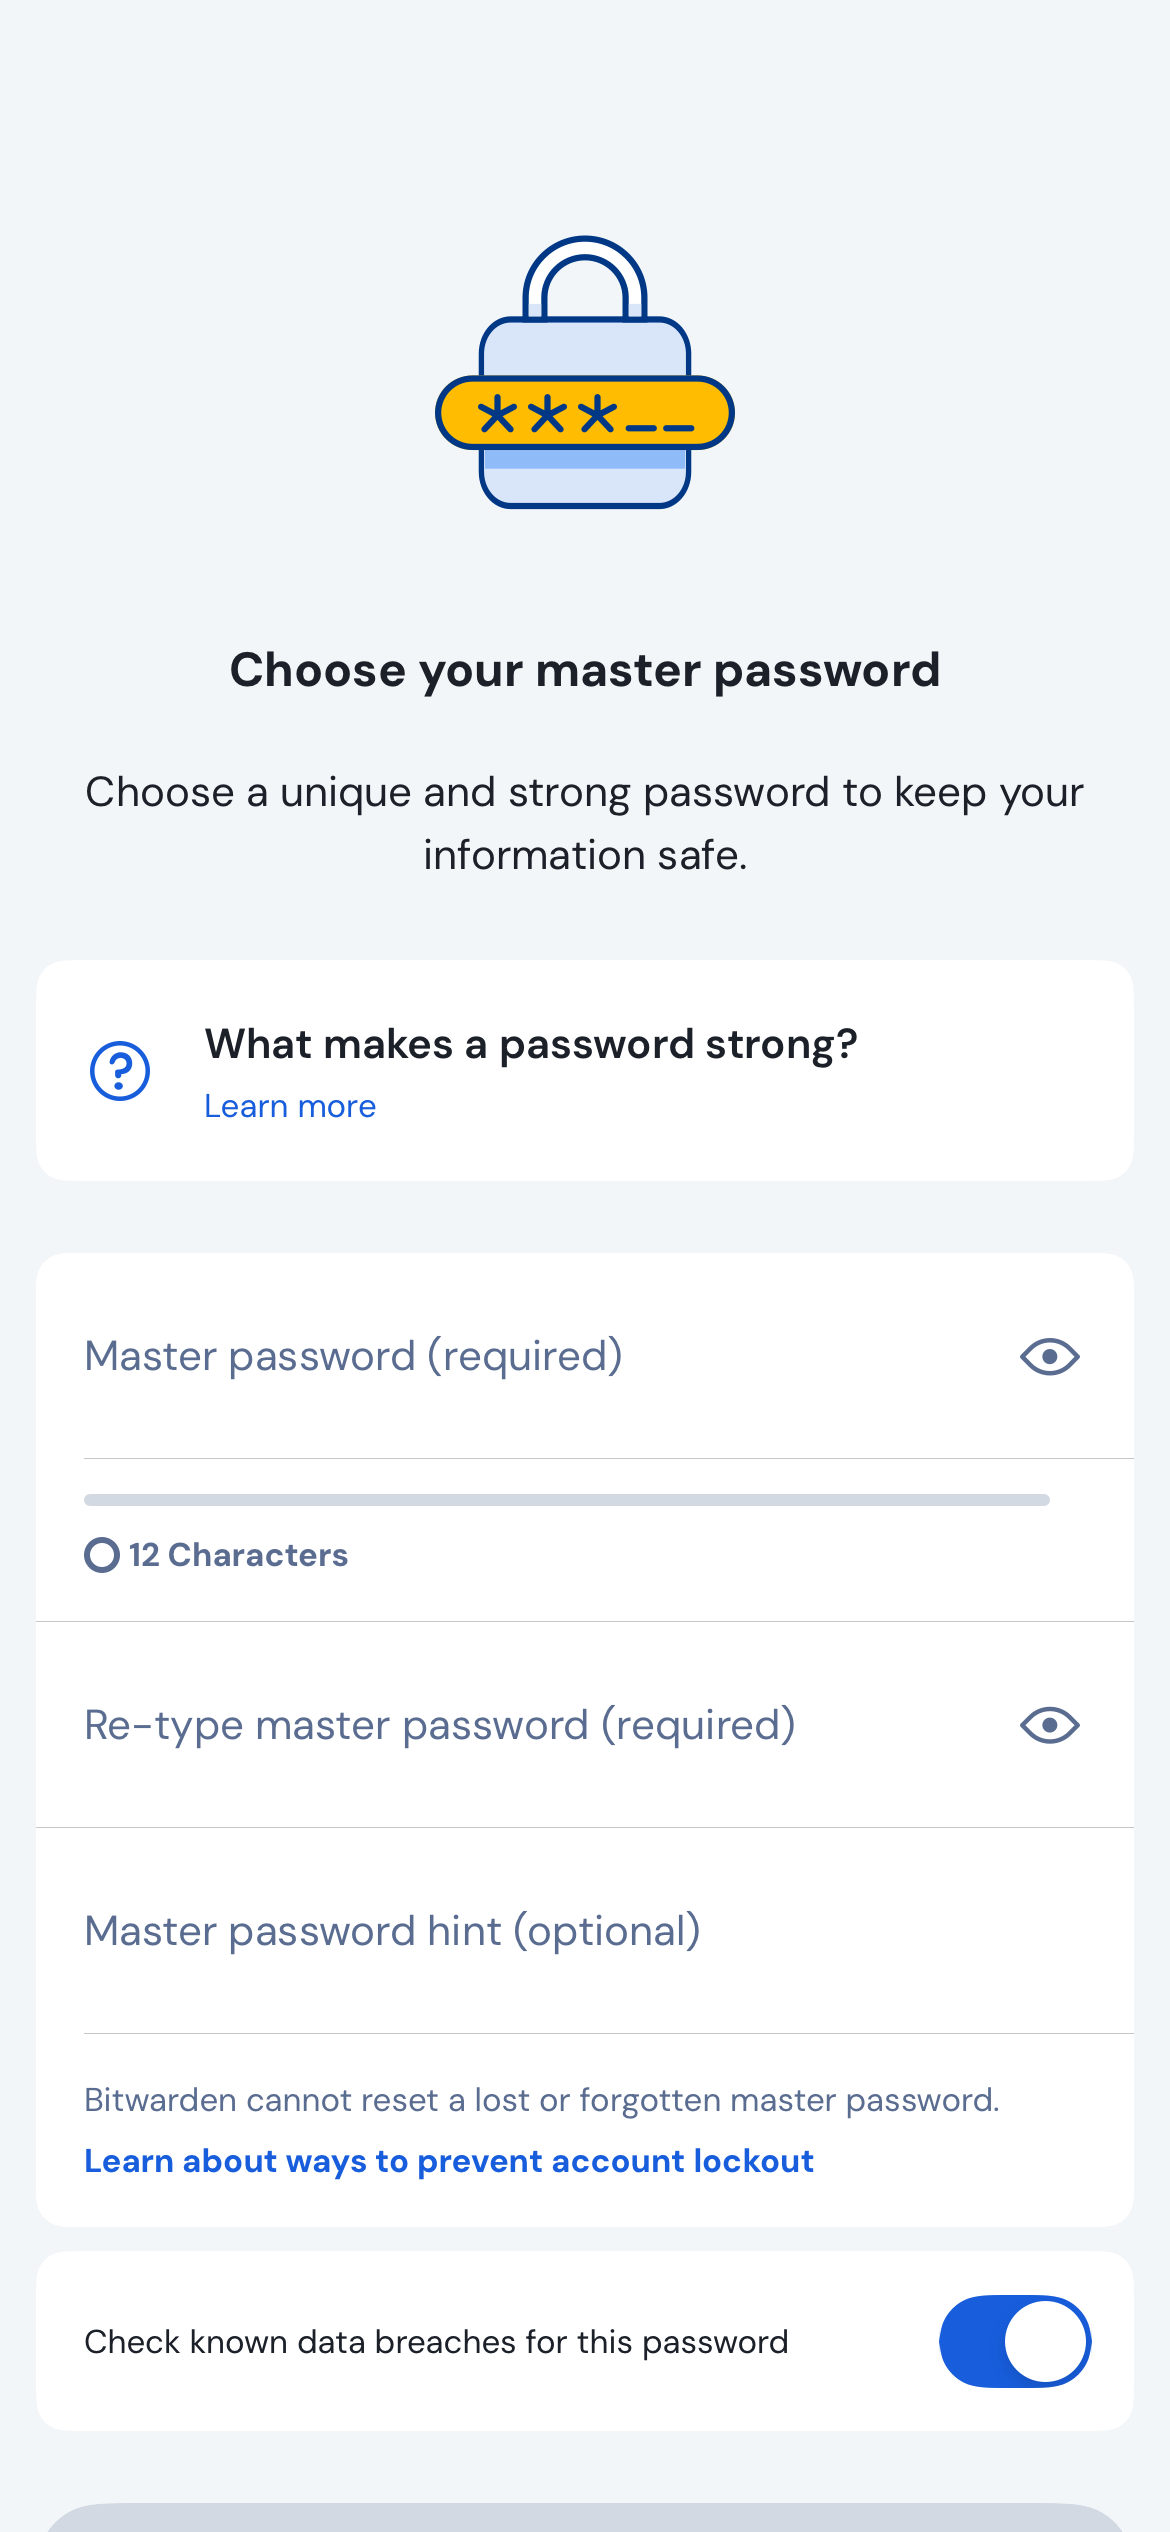 ***__
Choose your master password
Choose a unique and strong password to keep your
information safe.
What makes a password strong?
Learn more
Master password (required)
12 Characters
Re-type master password (required)
Master password hint (optional)
Bitwarden cannot reset a lost or forgotten master password.
Learn about ways to prevent account lockout
Check known data breaches for this password